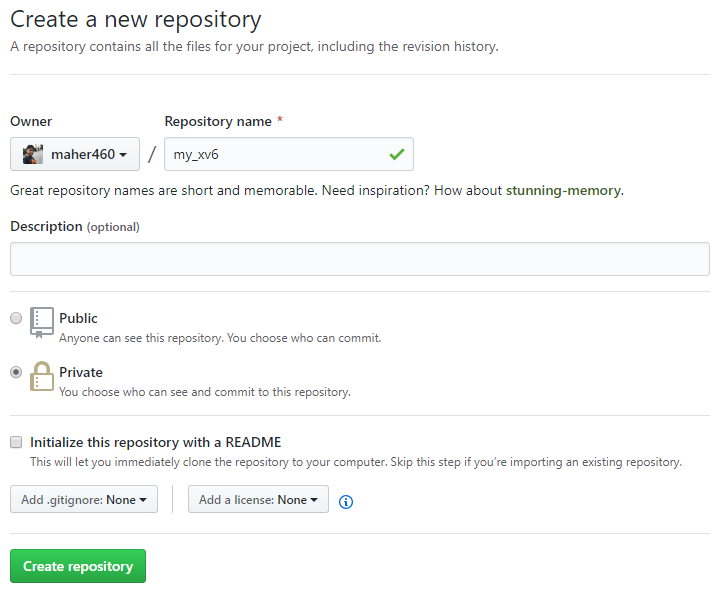 Create a new repository
A repository contains all the files for your project, including the revision history.
Owner
Repository name *
maher460 / my_xv6
Great repository names are short and memorable. Need inspiration? How about stunning-memory.
Description (optional)
Public
Anyone can see this repository. You choose who can commit.
Private
You choose who can see and commit to this repository.
Initialize this repository with a README
This will let you immediately clone the repository to your computer. Skip this step if you’re importing an existing repository.
Add .gitignore: None
Add a license: None
Create repository